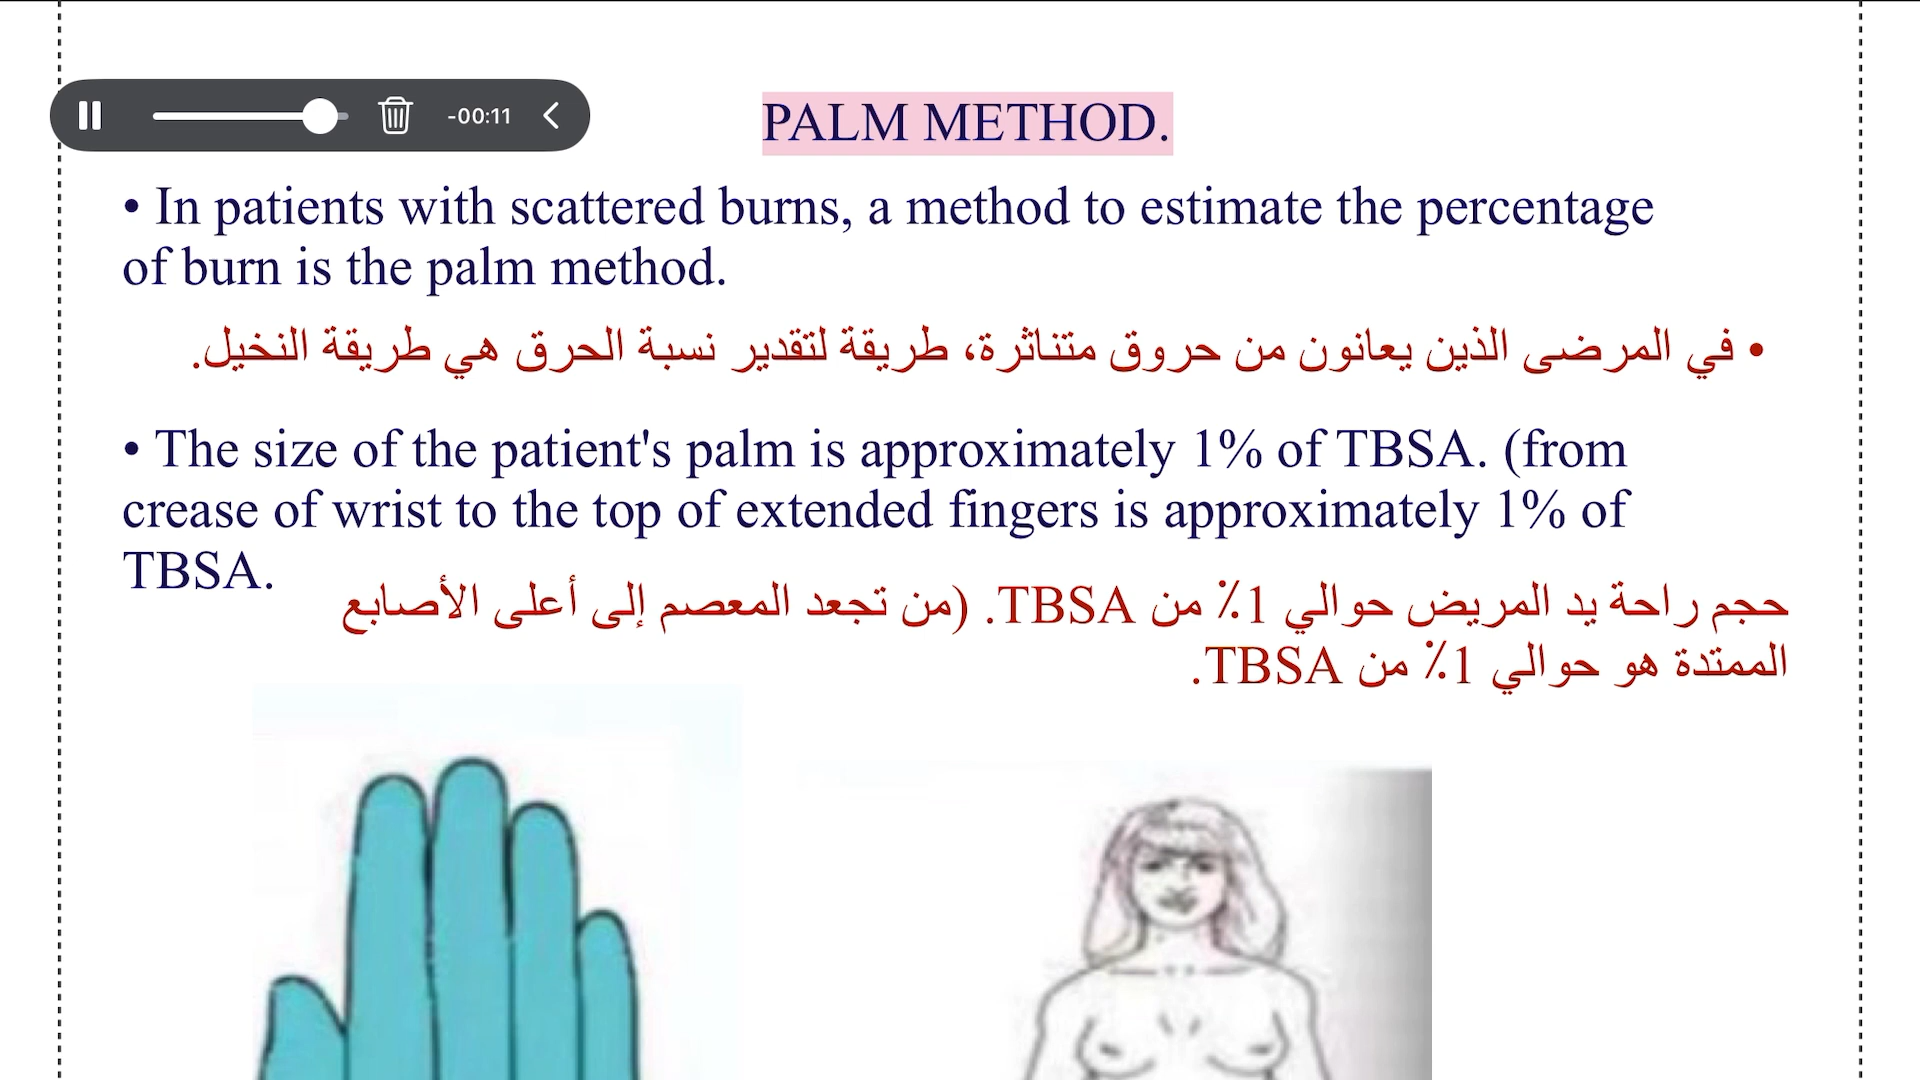 -00:11
PALM METHOD.
• In patients with scattered burns, a method to estimate the percentage
of burn is the palm method.
• في المرضى الذين يعانون من حروق متناثرة، طريقة لتقدير نسبة الحرق هي طريقة النخيل.
• The size of the patient's palm is approximately 1% of TBSA. (from
crease of wrist to the top of extended fingers is approximately 1% of
TBSA.
حجم راحة يد المريض حوالي 1٪ من TBSA. (من تجعد المعصم إلى أعلى الأصابع
الممتدة هو حوالي 1٪ من TBSA.